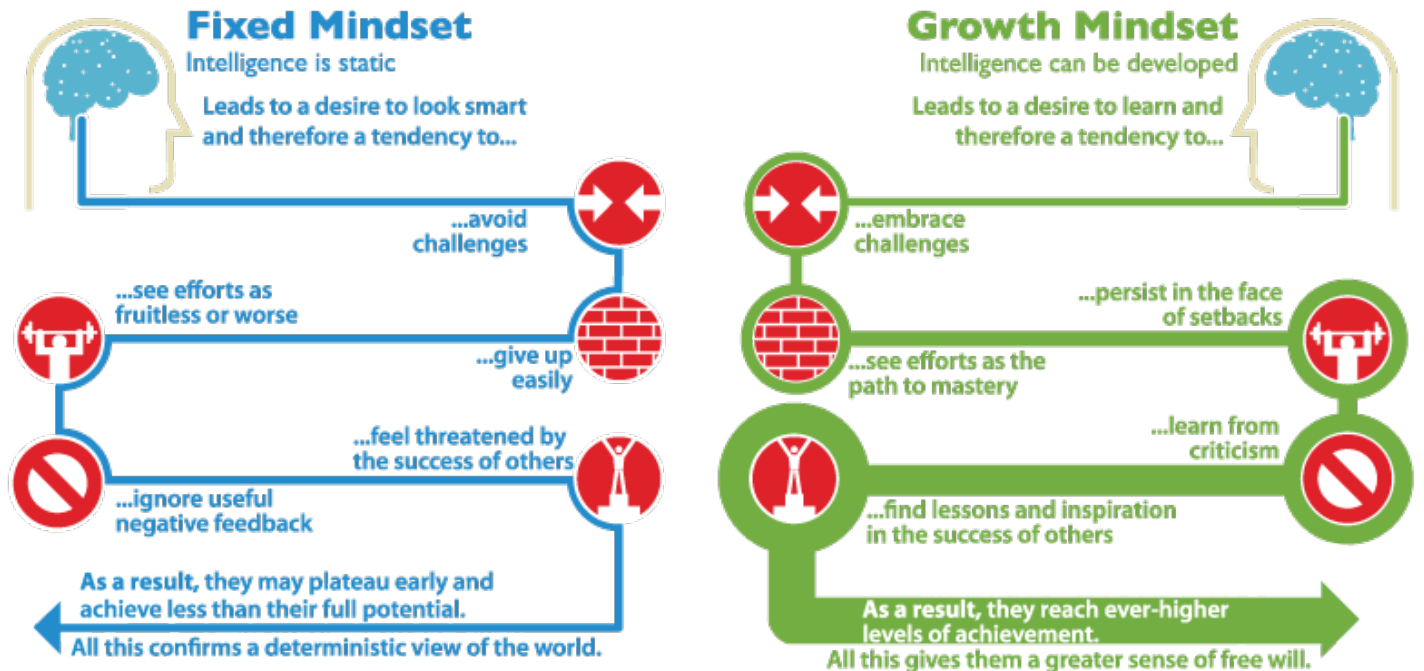 Fixed Mindset
Intelligence is static
Leads to a desire to look smart
and therefore a tendency to...
...avoid
challenges
...see efforts as
fruitless or worse
...give up
easily
...feel threatened by
the success of others
...ignore useful
negative feedback
As a result, they may plateau early and
achieve less than their full potential.
All this confirms a deterministic view of the world.
Growth Mindset
Intelligence can be developed
Leads to a desire to learn and
therefore a tendency to...
...embrace
challenges
...persist in the face
of setbacks
...see efforts as the
path to mastery
...learn from
criticism
...find lessons and inspiration
in the success of others
As a result, they reach ever-higher
levels of achievement.
All this gives them a greater sense of free will.